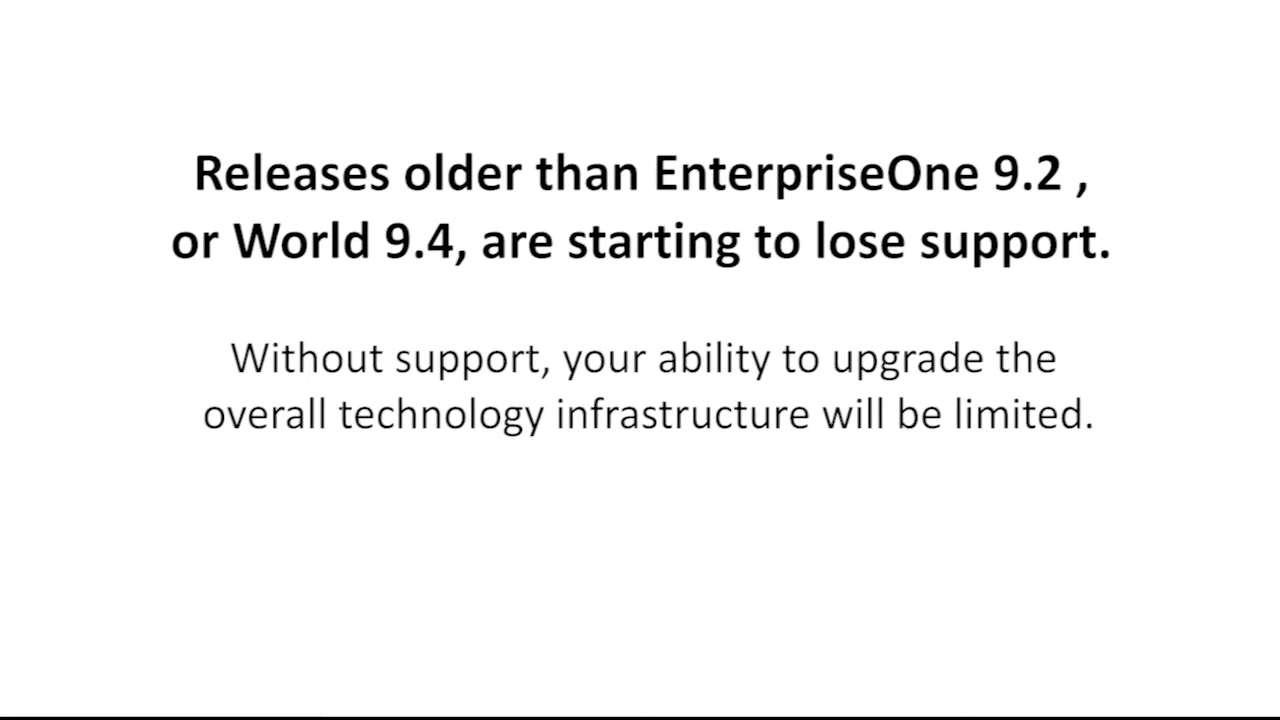 Releases older than EnterpriseOne 9.2 ,
or World 9.4, are starting to lose support.
Without support, your ability to upgrade the
overall technology infrastructure will be limited.